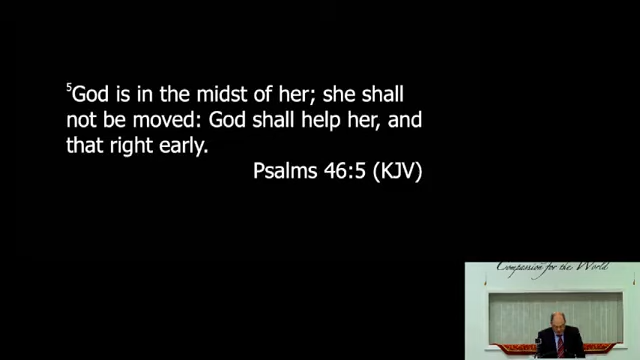 ⁵God is in the midst of her; she shall
not be moved: God shall help her, and
that right early.
Psalms 46:5 (KJV)
Compassion for the World